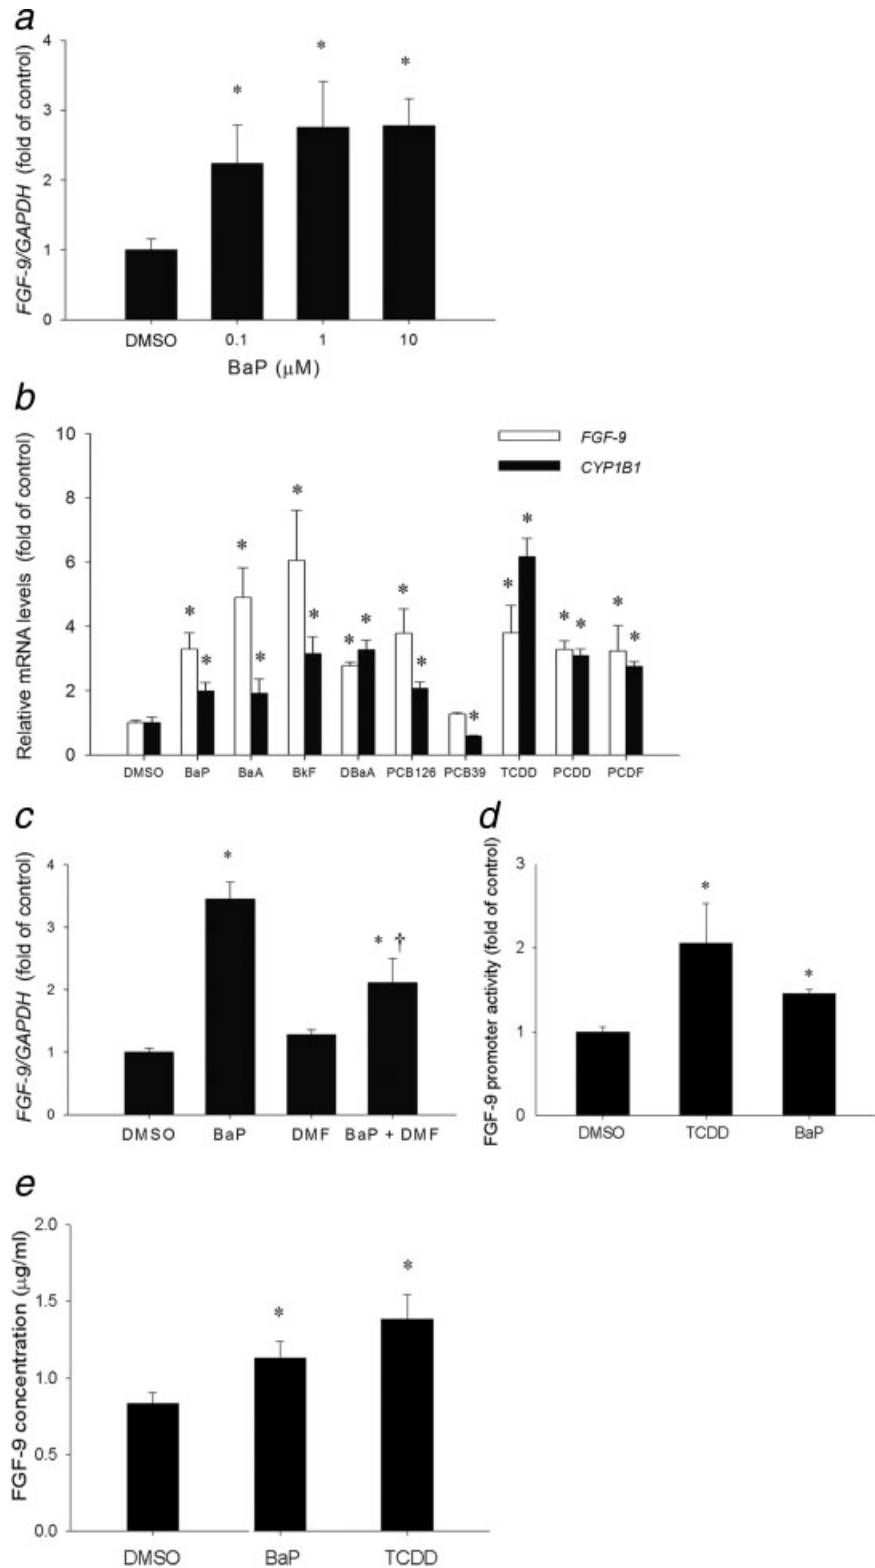 a
FGF-9/GAPDH (fold of control)
4
3
2
1
0
* * *
DMSO 0.1 1 10
BaP (μM)
b
Relative mRNA levels (fold of control)
10
8
6
4
2
0
FGF-9
CYP1B1
* * * * * * * * * * * * * * * *
DMSO BaP BaA BkF DBaA PCB126 PCB39 TCDD PCDD PCDF
c
FGF-9/GAPDH (fold of control)
4
3
2
1
0
* * †
DMSO BaP DMF BaP + DMF
d
FGF-9 promoter activity (fold of control)
3
2
1
0
* *
DMSO TCDD BaP
e
FGF-9 concentration (μg/ml)
2.0
1.5
1.0
0.5
0.0
* *
DMSO BaP TCDD